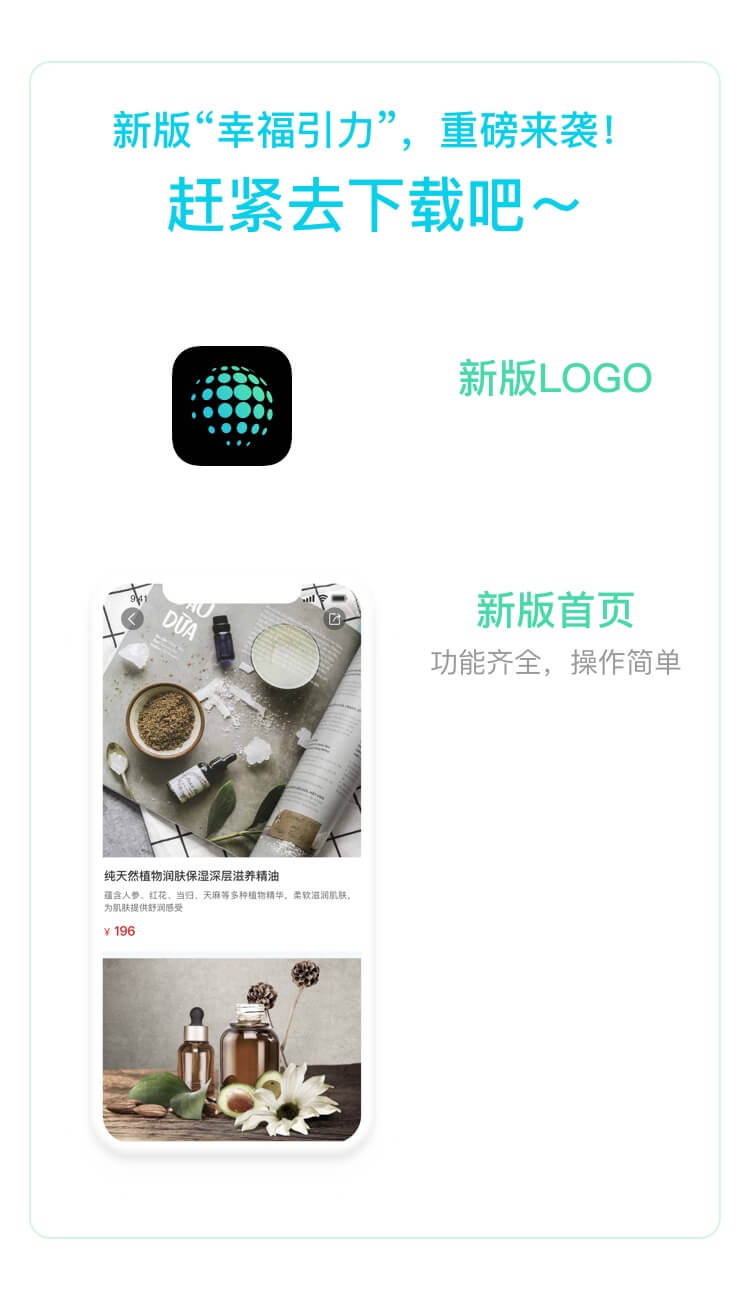 新版“幸福引力”，重磅来袭！
赶紧去下载吧～
新版LOGO
新版首页
功能齐全，操作简单
9:41
DỪA
纯天然植物润肤保湿深层滋养精油
蕴含人参、红花、当归、天麻等多种植物精华，柔软滋润肌肤，
为肌肤提供舒润感受
¥ 196